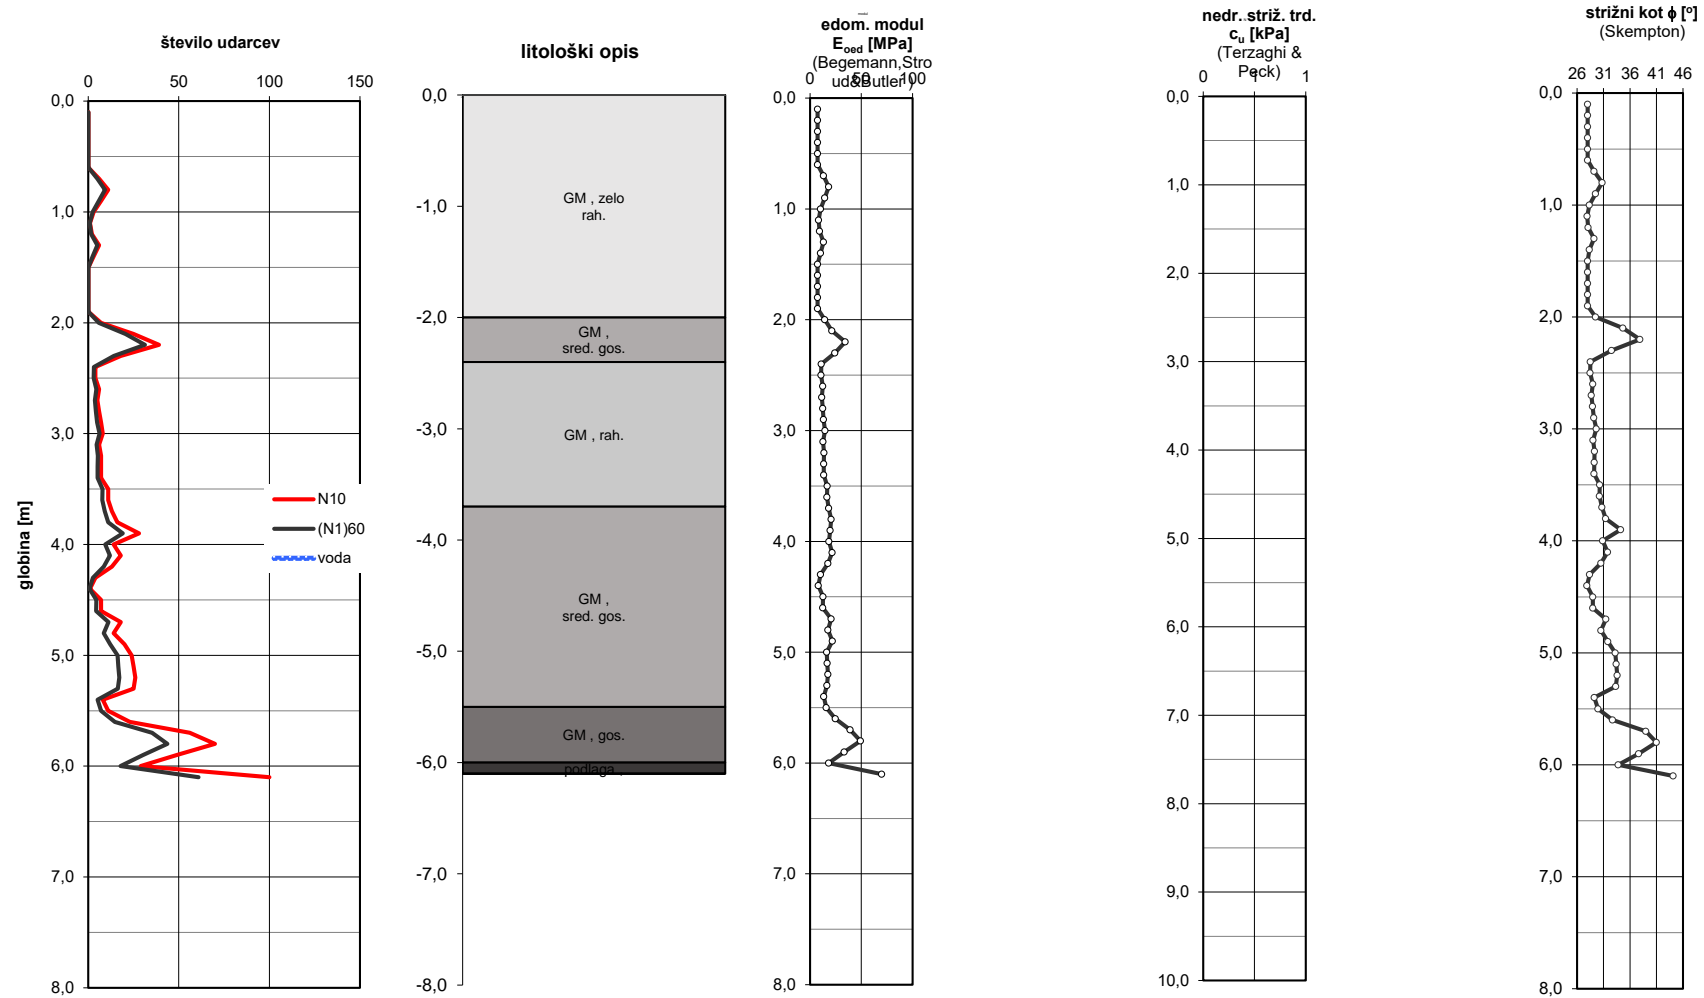 število udarcev
0 50 100 150
0,0
1,0
2,0
3,0
4,0
5,0
6,0
7,0
8,0
globina [m]
N10
(N1)60
voda
litološki opis
0,0
-1,0
-2,0
-3,0
-4,0
-5,0
-6,0
-7,0
-8,0
GM , zelo
rah.
GM ,
sred. gos.
GM , rah.
GM ,
sred. gos.
GM , gos.
podlaga ,
edom. modul
Eoed [MPa]
(Begemann,Stro
ud&Butler )
0 50 100
0,0
1,0
2,0
3,0
4,0
5,0
6,0
7,0
8,0
nedr. striž. trd.
cu [kPa]
(Terzaghi &
Peck)
0 1 1
0,0
1,0
2,0
3,0
4,0
5,0
6,0
7,0
8,0
9,0
10,0
strižni kot ϕ [º]
(Skempton)
26 31 36 41 46
0,0
1,0
2,0
3,0
4,0
5,0
6,0
7,0
8,0